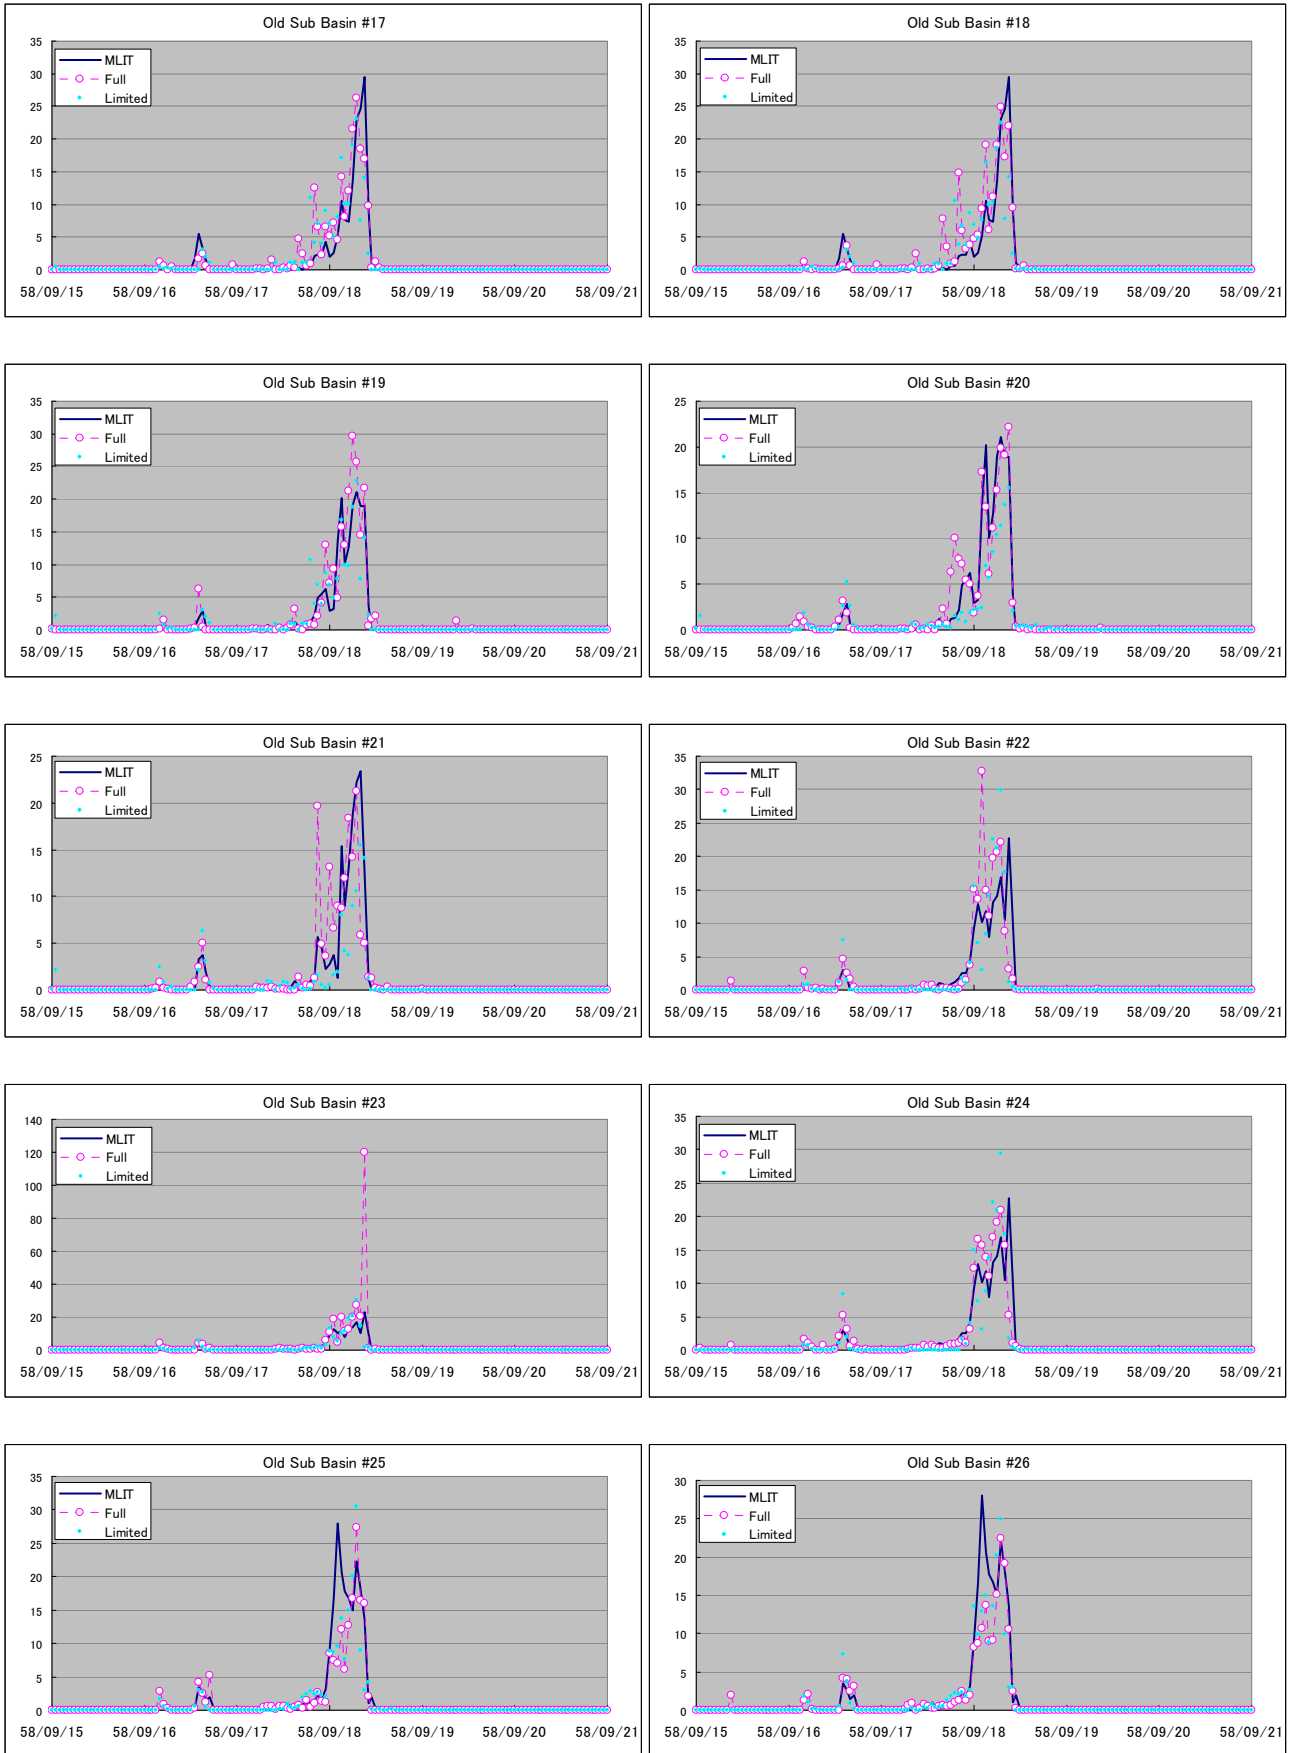 Old Sub Basin #17
35
30
25
20
15
10
5
0
MLIT
Full
Limited
58/09/15 58/09/16 58/09/17 58/09/18 58/09/19 58/09/20 58/09/21
Old Sub Basin #18
35
30
25
20
15
10
5
0
MLIT
Full
Limited
58/09/15 58/09/16 58/09/17 58/09/18 58/09/19 58/09/20 58/09/21
Old Sub Basin #19
35
30
25
20
15
10
5
0
MLIT
Full
Limited
58/09/15 58/09/16 58/09/17 58/09/18 58/09/19 58/09/20 58/09/21
Old Sub Basin #20
25
20
15
10
5
0
MLIT
Full
Limited
58/09/15 58/09/16 58/09/17 58/09/18 58/09/19 58/09/20 58/09/21
Old Sub Basin #21
25
20
15
10
5
0
MLIT
Full
Limited
58/09/15 58/09/16 58/09/17 58/09/18 58/09/19 58/09/20 58/09/21
Old Sub Basin #22
35
30
25
20
15
10
5
0
MLIT
Full
Limited
58/09/15 58/09/16 58/09/17 58/09/18 58/09/19 58/09/20 58/09/21
Old Sub Basin #23
140
120
100
80
60
40
20
0
MLIT
Full
Limited
58/09/15 58/09/16 58/09/17 58/09/18 58/09/19 58/09/20 58/09/21
Old Sub Basin #24
35
30
25
20
15
10
5
0
MLIT
Full
Limited
58/09/15 58/09/16 58/09/17 58/09/18 58/09/19 58/09/20 58/09/21
Old Sub Basin #25
35
30
25
20
15
10
5
0
MLIT
Full
Limited
58/09/15 58/09/16 58/09/17 58/09/18 58/09/19 58/09/20 58/09/21
Old Sub Basin #26
30
25
20
15
10
5
0
MLIT
Full
Limited
58/09/15 58/09/16 58/09/17 58/09/18 58/09/19 58/09/20 58/09/21